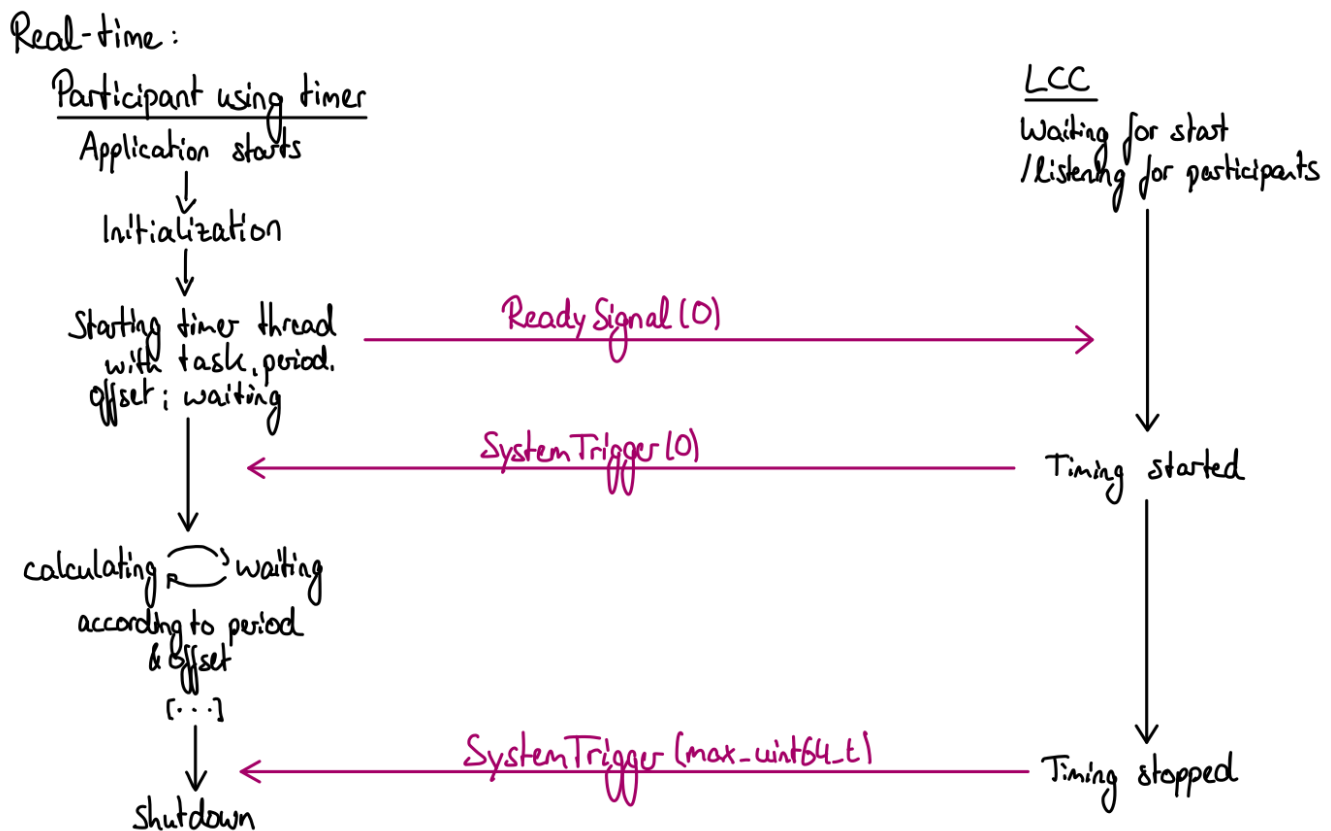 Real-time:
Participant using timer
Application starts
Initialization
Starting timer thread
with task, period,
offset; waiting
calculating waiting
according to period
& offset
[...]
Shutdown
ReadySignal(0)
SystemTrigger(0)
SystemTrigger(max_uint64_t)
LCC
Waiting for start
/listening for participants
Timing started
Timing stopped